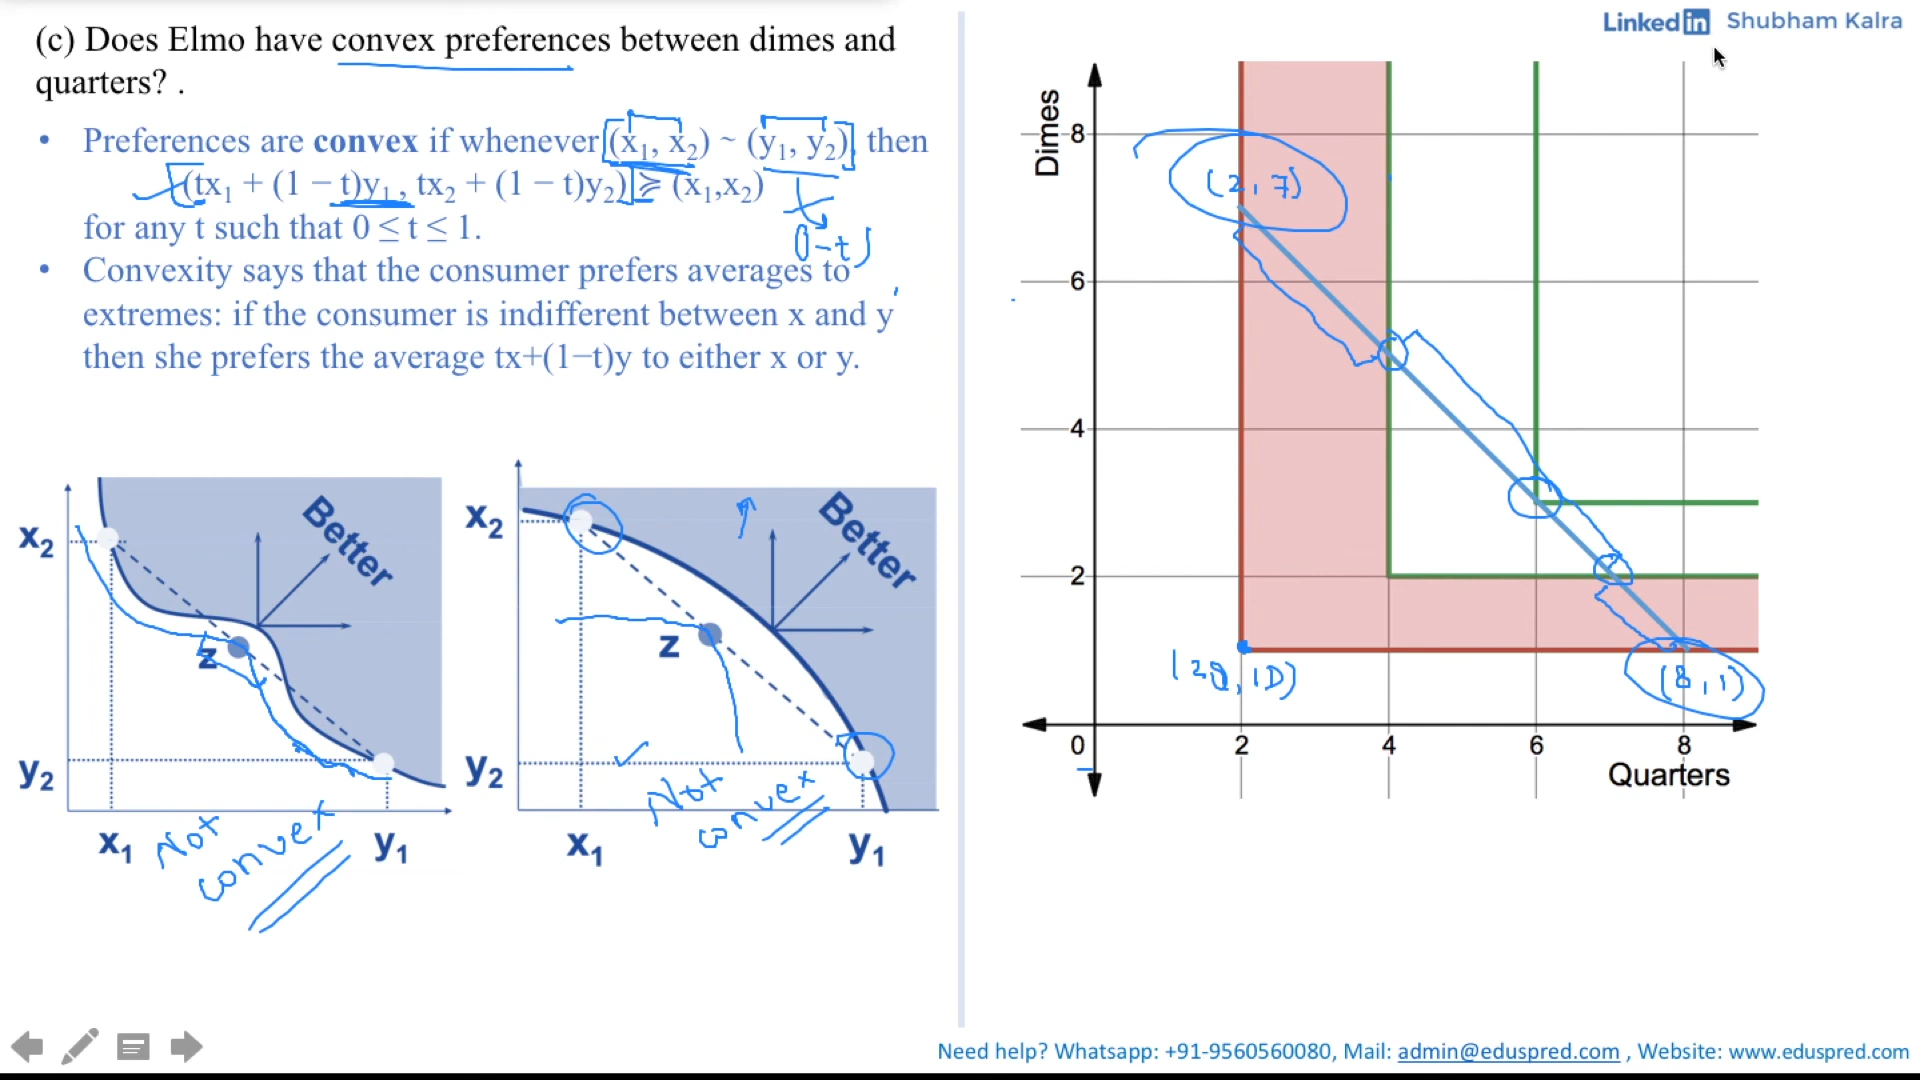 (c) Does Elmo have convex preferences between dimes and
quarters? .
• Preferences are convex if whenever (x₁, x₂) ~ (y₁, y₂), then
(tx₁ + (1 − t)y₁ , tx₂ + (1 − t)y₂) ≽ (x₁,x₂)
for any t such that 0 ≤ t ≤ 1.
(1-t)
• Convexity says that the consumer prefers averages to
extremes: if the consumer is indifferent between x and y
then she prefers the average tx+(1−t)y to either x or y.
x₂
Better
z
y₂
x₁
y₁
Not
convex
x₂
Better
z
y₂
x₁
y₁
Not
convex
Linked in Shubham Kalra
Dimes
8
(2, 7)
6
4
2
(2Q, 1D)
(8, 1)
0 2 4 6 8
Quarters
Need help? Whatsapp: +91-9560560080, Mail: admin@eduspred.com , Website: www.eduspred.com